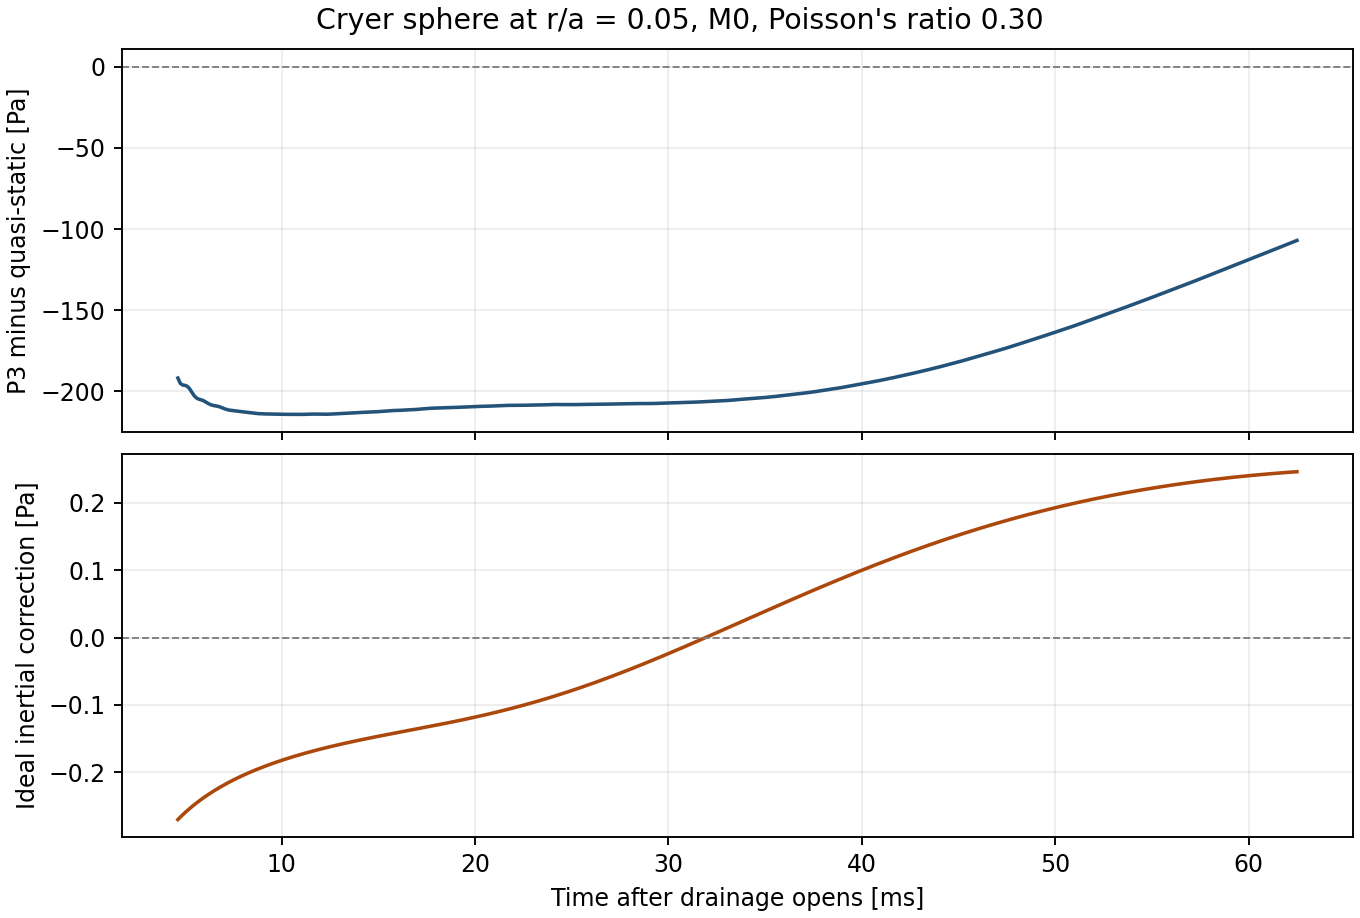 Cryer sphere at r/a = 0.05, M0, Poisson's ratio 0.30
P3 minus quasi-static [Pa]
0
−50
−100
−150
−200
Ideal inertial correction [Pa]
0.2
0.1
0.0
−0.1
−0.2
10 20 30 40 50 60
Time after drainage opens [ms]